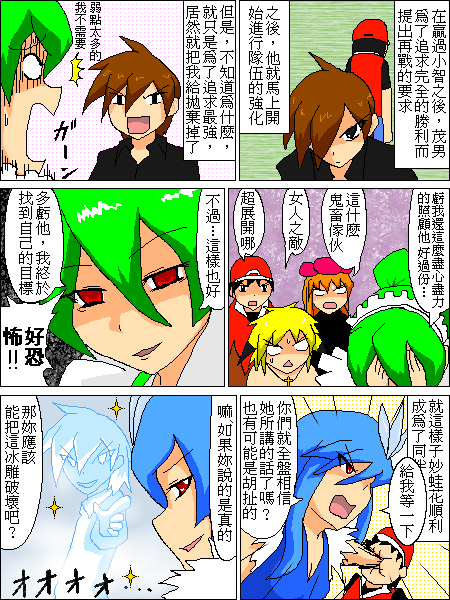 在贏過小智之後，茂男
為了追求完全的勝利而
提出再戰的要求
之後，他就馬上開
始進行隊伍的強化
但是，不知道為什麼，
就只是為了追求最強，
居然就把我給拋棄掉了
弱點太多的
我不需要！
ガーン
虧我還這麼盡心盡力
的照顧他 好過份…
這什麼
鬼畜傢伙
女人之敵
超展開哪
不過…這樣也好
多虧他，我終於
找到自己的目標
好恐
怖!!
就這樣子妙蛙花順利
成為了同
給我等一下
你們就全盤相信
她所講的話了嗎？
也有可能是胡扯的
嘛 如果妳說的是真的
那妳應該
能把這冰雕破壞吧？
オオオオ…